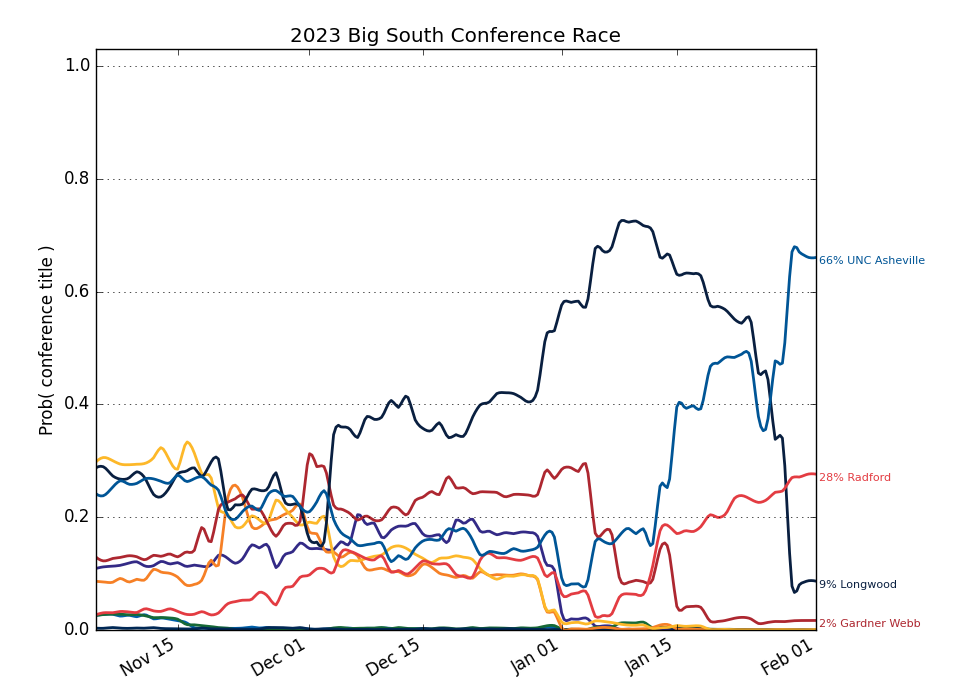 2023 Big South Conference Race
1.0
0.8
0.6
0.4
0.2
0.0
Prob( conference title )
66% UNC Asheville
28% Radford
9% Longwood
2% Gardner Webb
Nov 15
Dec 01
Dec 15
Jan 01
Jan 15
Feb 01